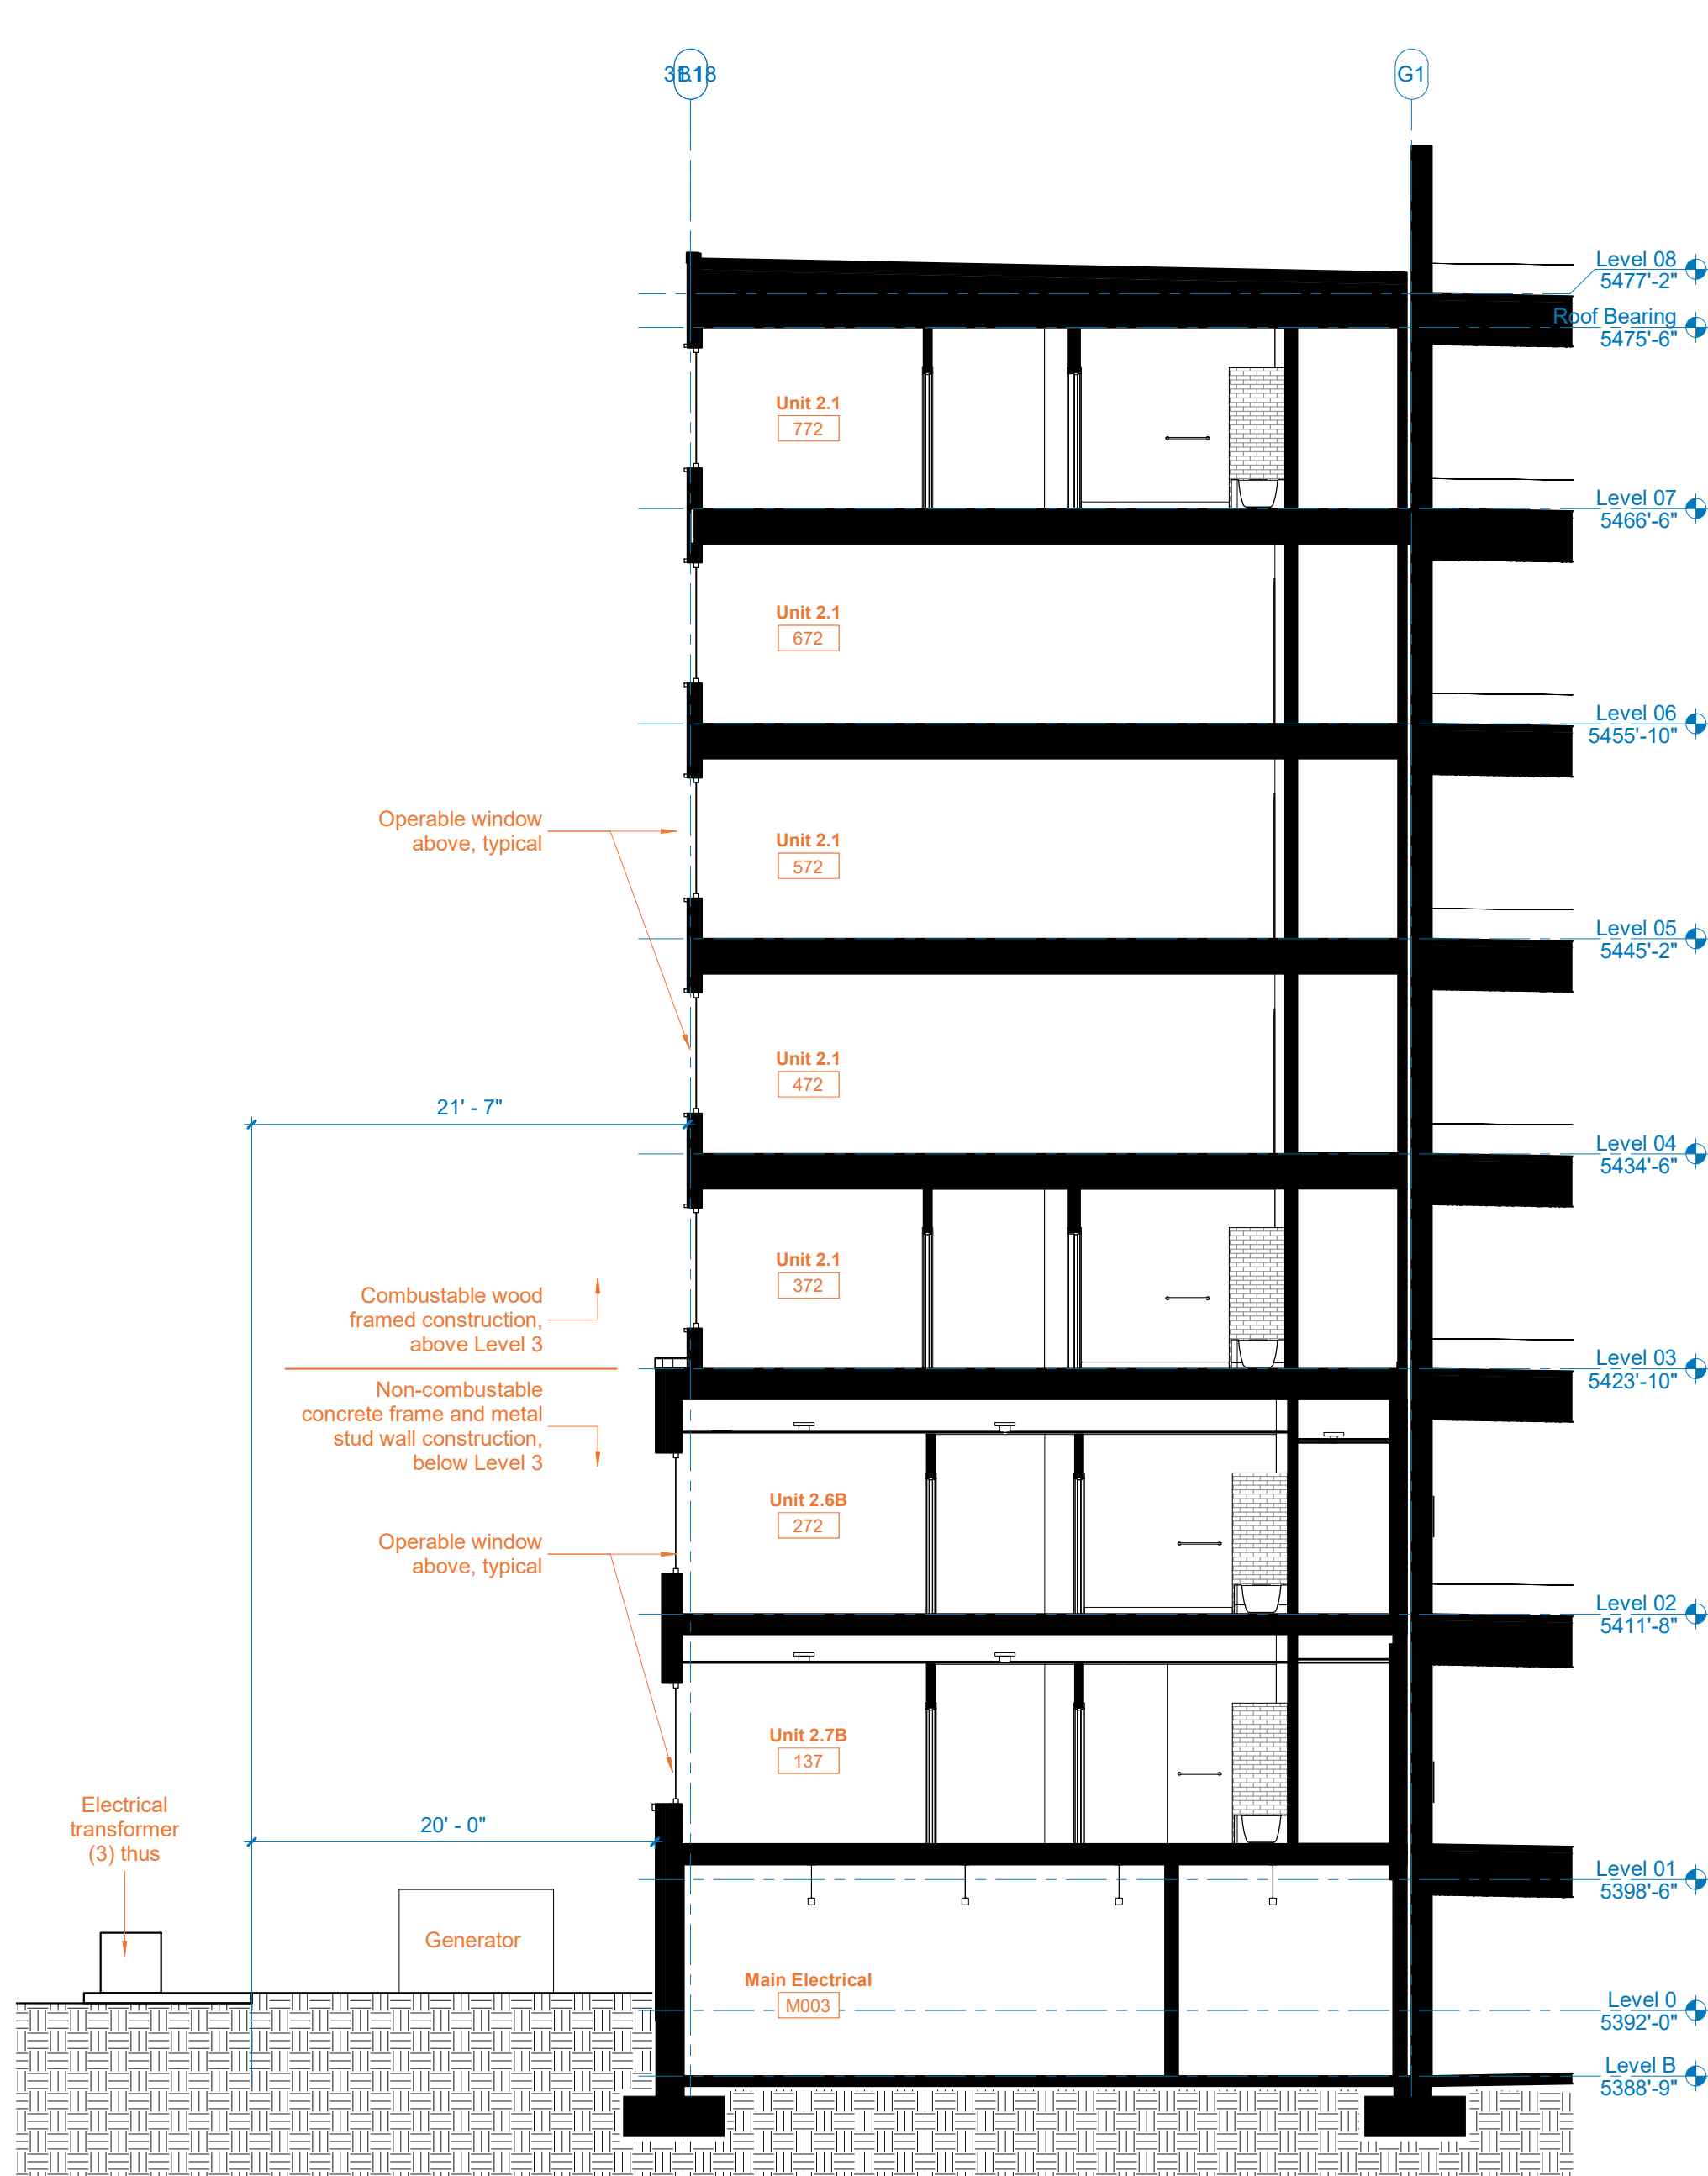 G1
Level 08
5477'-2"
Roof Bearing
5475'-6"
Unit 2.1
772
Level 07
5466'-6"
Unit 2.1
672
Level 06
5455'-10"
Operable window
above, typical
Unit 2.1
572
Level 05
5445'-2"
Unit 2.1
472
21' - 7"
Level 04
5434'-6"
Unit 2.1
372
Combustable wood
framed construction,
above Level 3
Level 03
5423'-10"
Non-combustable
concrete frame and metal
stud wall construction,
below Level 3
Unit 2.6B
272
Operable window
above, typical
Level 02
5411'-8"
Unit 2.7B
137
Electrical
transformer
(3) thus
20' - 0"
Level 01
5398'-6"
Generator
Main Electrical
M003
Level 0
5392'-0"
Level B
5388'-9"